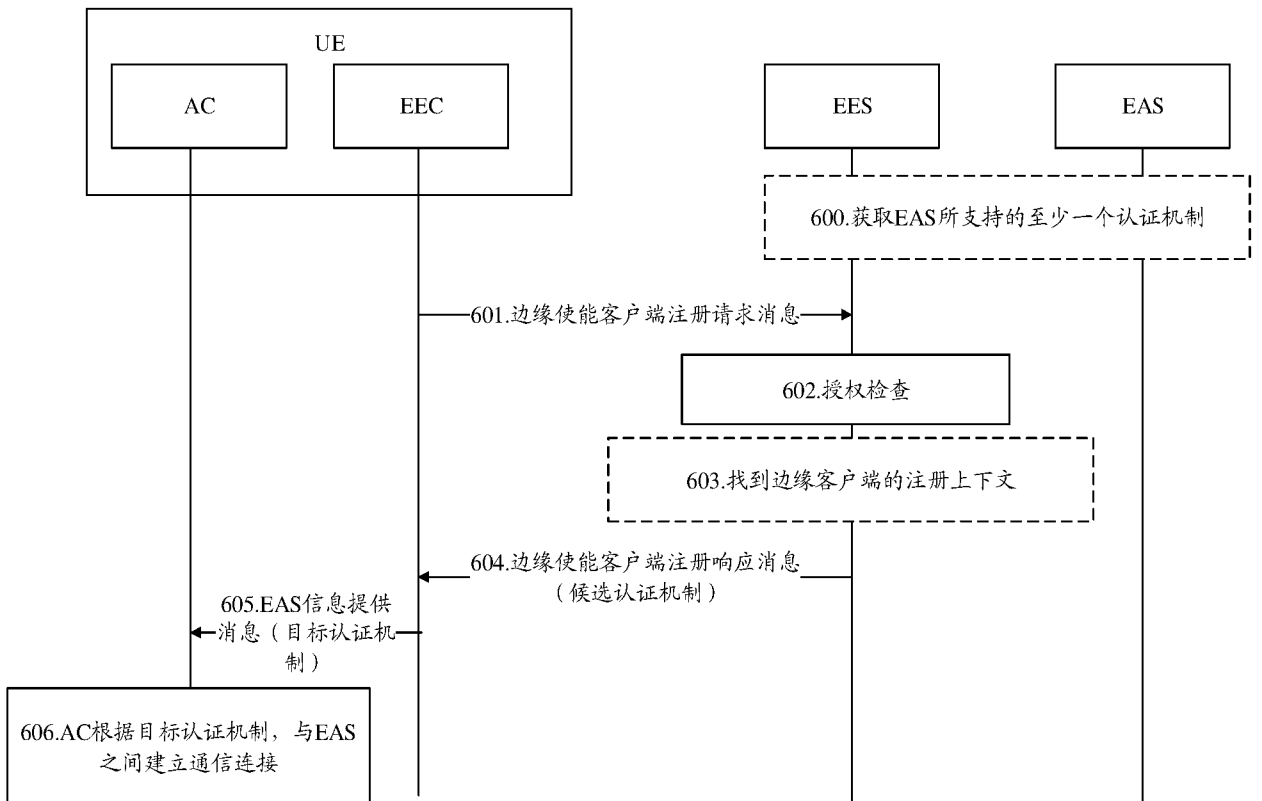 UE
AC
EEC
EES
EAS
600.获取EAS所支持的至少一个认证机制
601.边缘使能客户端注册请求消息
602.授权检查
603.找到边缘客户端的注册上下文
604.边缘使能客户端注册响应消息
（候选认证机制）
605.EAS信息提供
消息（目标认证机
制）
606.AC根据目标认证机制，与EAS
之间建立通信连接